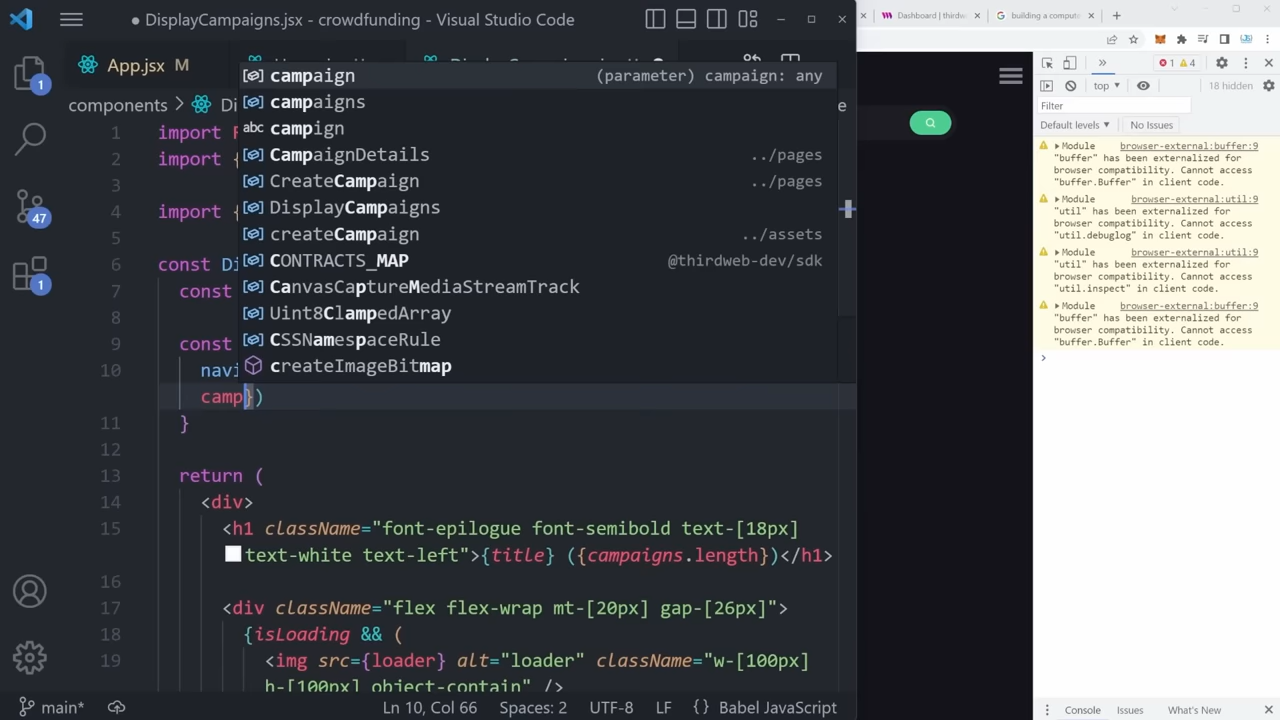 DisplayCampaigns.jsx - crowdfunding - Visual Studio Code
Dashboard | thirdw
building a compute
App.jsx M
components > Di
campaign (parameter) campaign: any
campaigns
campign
CampaignDetails ../pages
CreateCampaign ../pages
DisplayCampaigns
createCampaign ../assets
CONTRACTS_MAP @thirdweb-dev/sdk
CanvasCaptureMediaStreamTrack
Uint8ClampedArray
CSSNamespaceRule
createImageBitmap
1 import
2 import {
3
4 import {
5
6 const Di
7 const
8
9 const
10 navi
camp})
11 }
12
13 return (
14 <div>
15 <h1 className="font-epilogue font-semibold text-[18px]
text-white text-left">{title} ({campaigns.length})</h1>
16
17 <div className="flex flex-wrap mt-[20px] gap-[26px]">
18 {isLoading && (
19 <img src={loader} alt="loader" className="w-[100px]
h-[100px] object-contain" />
1
47
1
main*
Ln 10, Col 66 Spaces: 2 UTF-8 LF {} Babel JavaScript
1 4
top
18 hidden
Filter
Default levels No Issues
Module browser-external:buffer:9
"buffer" has been externalized for
browser compatibility. Cannot access
"buffer.Buffer" in client code.
Module browser-external:util:9
"util" has been externalized for
browser compatibility. Cannot access
"util.debuglog" in client code.
Module browser-external:util:9
"util" has been externalized for
browser compatibility. Cannot access
"util.inspect" in client code.
Module browser-external:buffer:9
"buffer" has been externalized for
browser compatibility. Cannot access
"buffer.Buffer" in client code.
Console Issues What's New